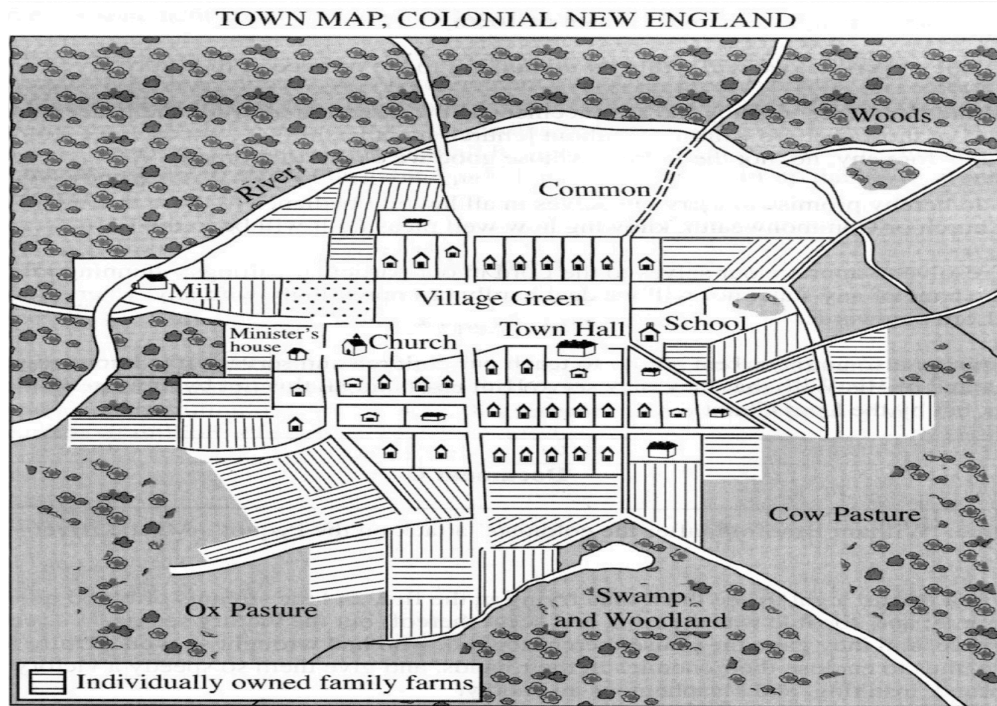 TOWN MAP, COLONIAL NEW ENGLAND
Woods
River
Common
Mill
Village Green
Minister's
house
Church
Town Hall
School
Cow Pasture
Ox Pasture
Swamp
and Woodland
Individually owned family farms